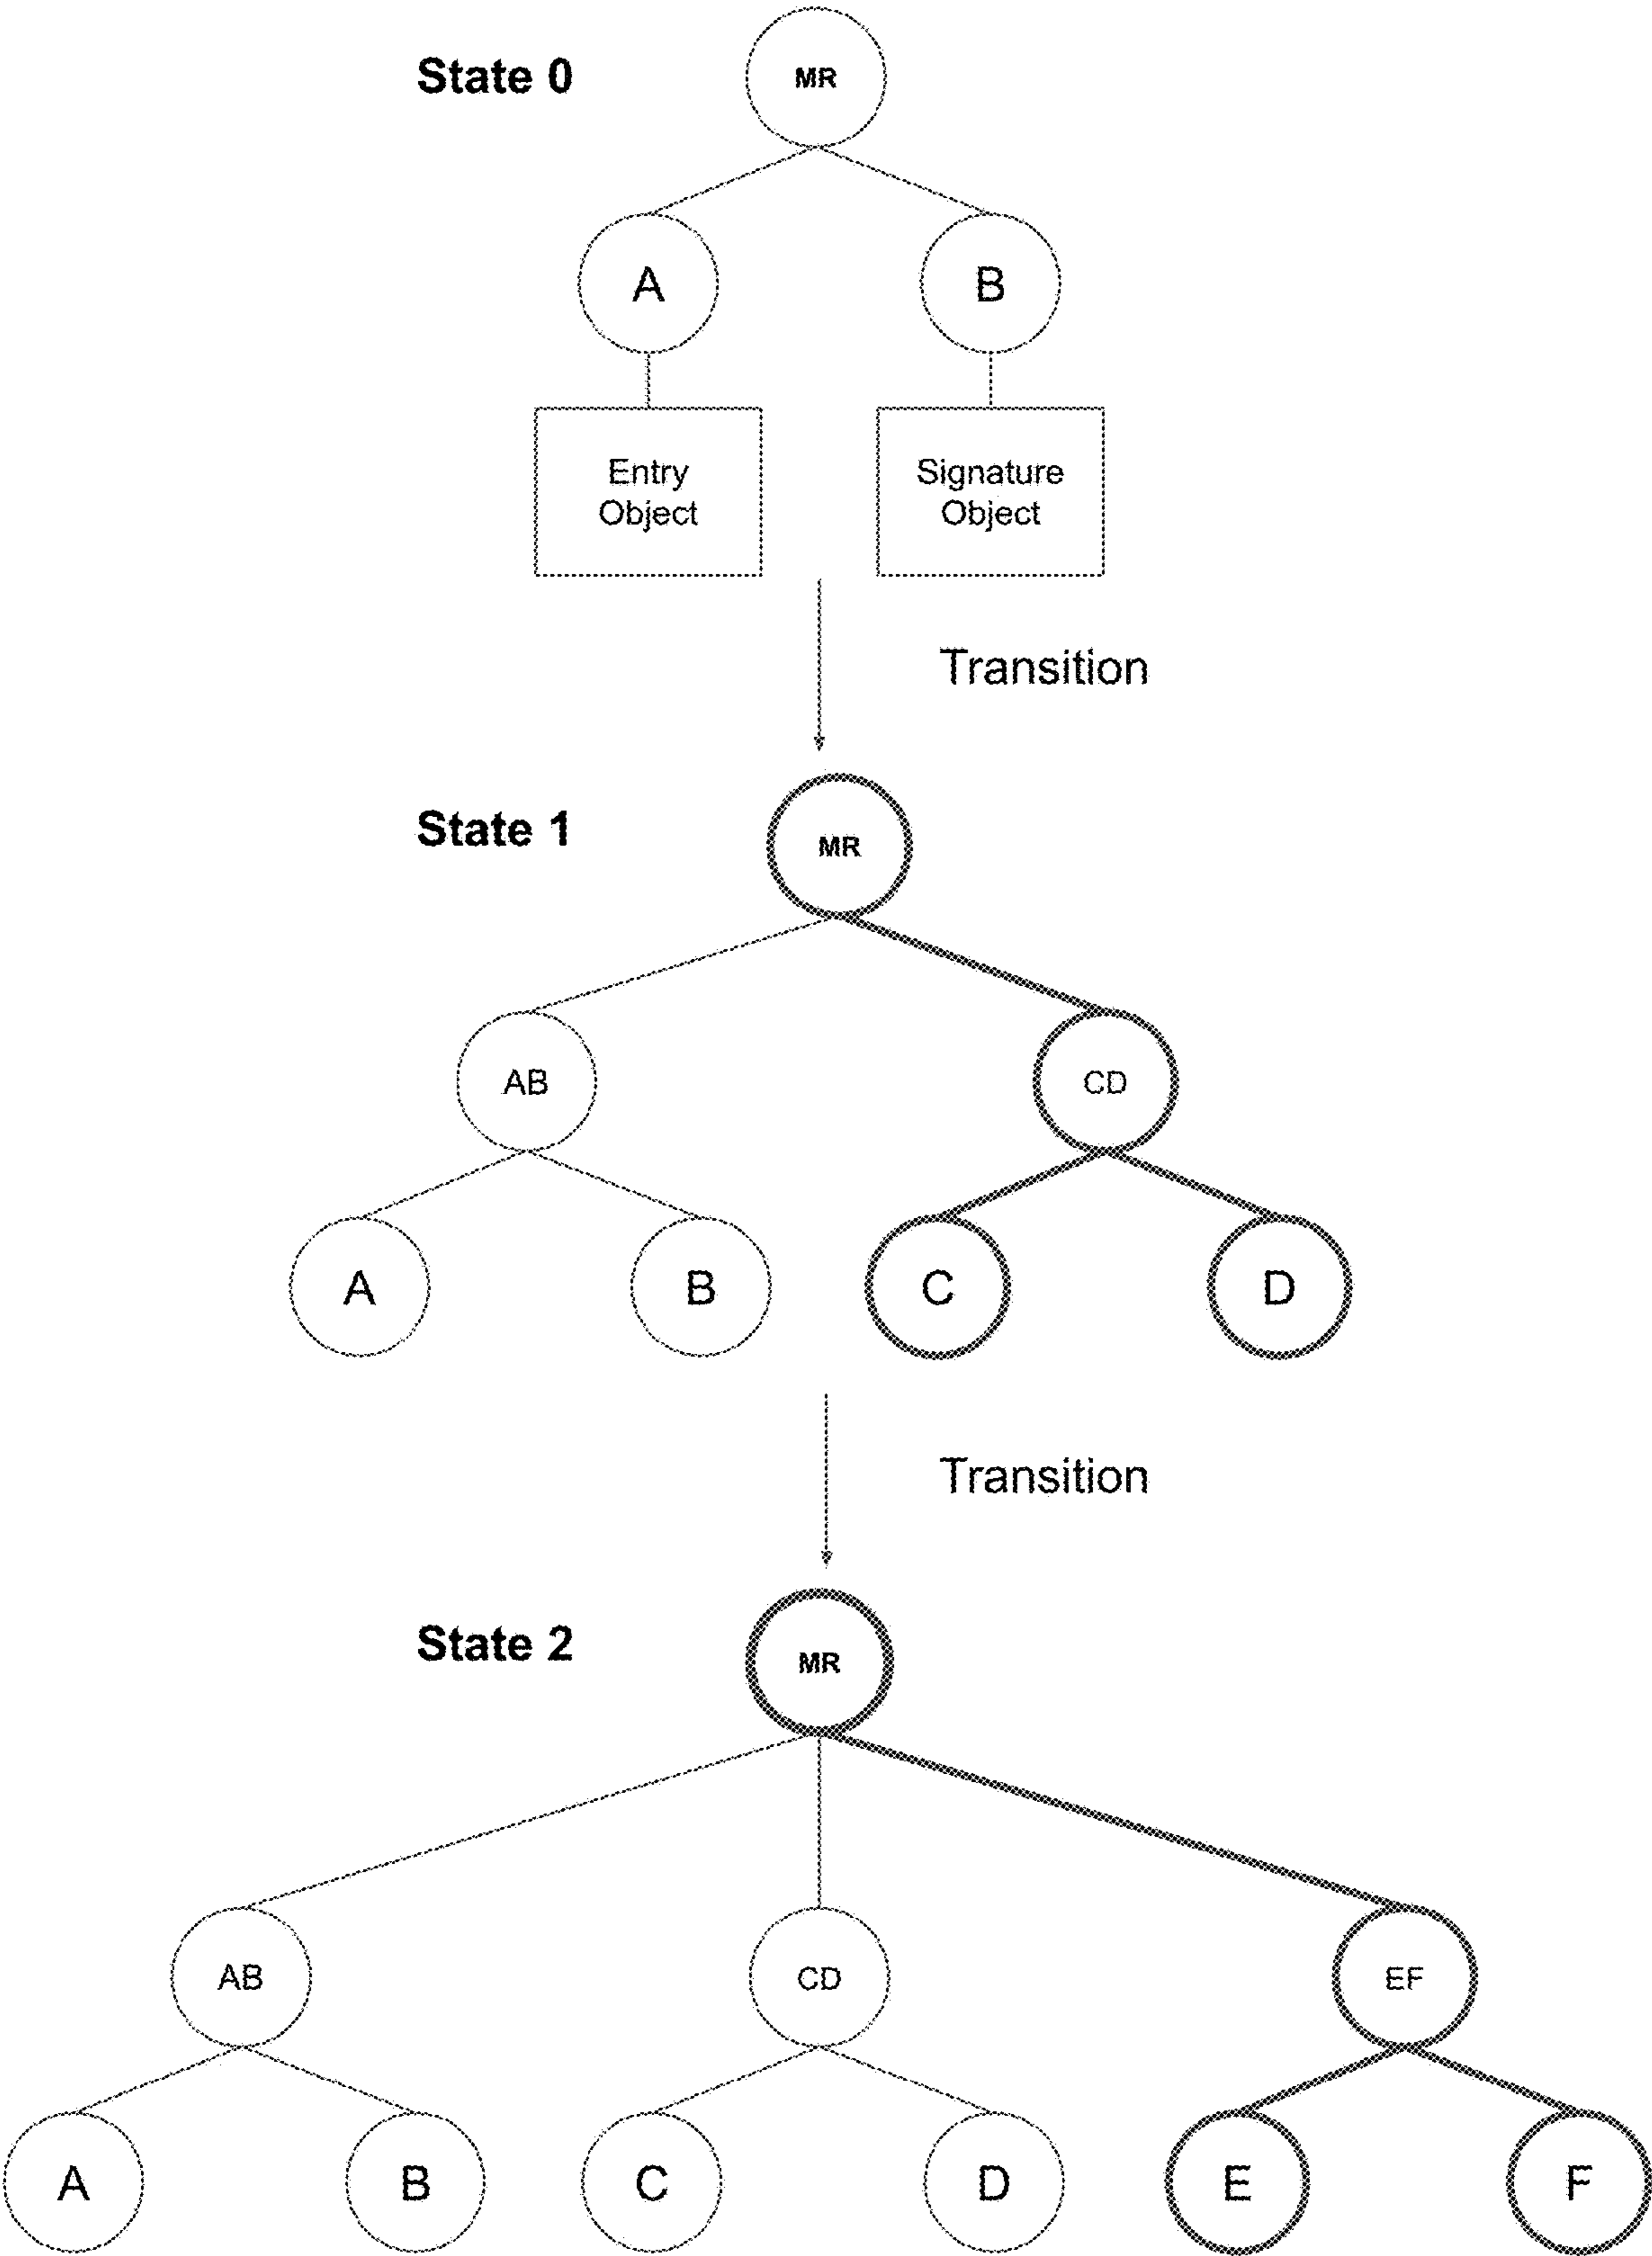 State 0
MR
A
B
Entry
Object
Signature
Object
Transition
State 1
MR
AB
CD
A
B
C
D
Transition
State 2
MR
AB
CD
EF
A
B
C
D
E
F